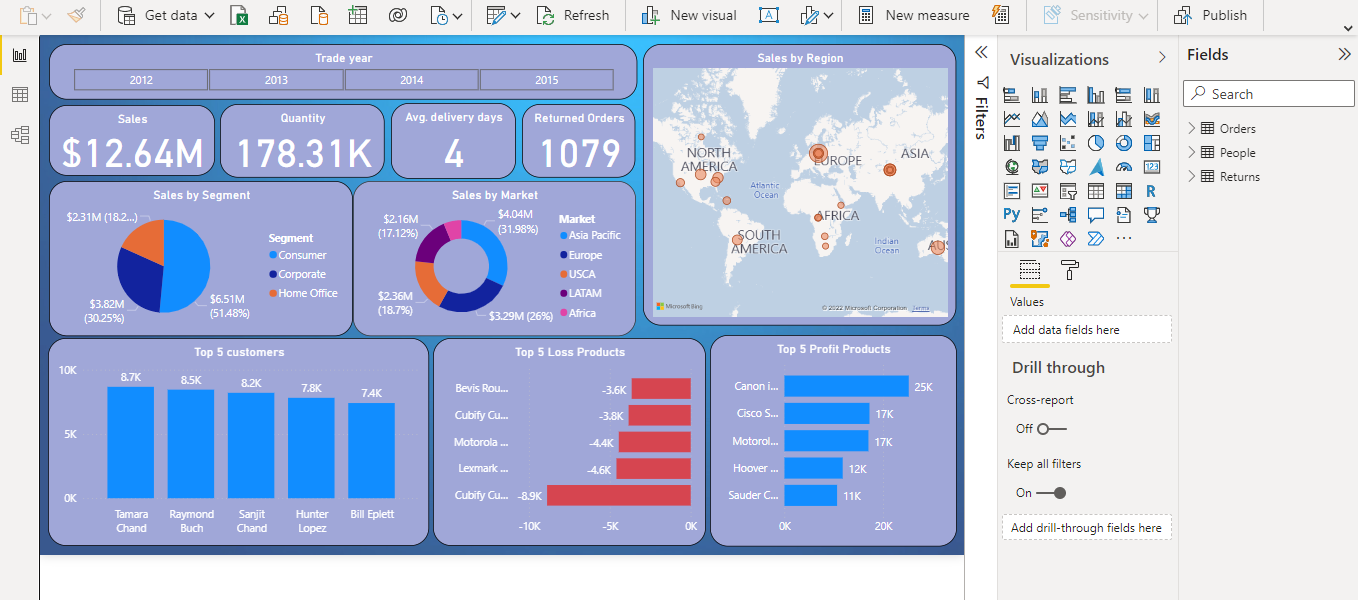 Get data
Refresh
New visual
New measure
Sensitivity
Publish
Trade year
2012
2013
2014
2015
Sales
$12.64M
Quantity
178.31K
Avg. delivery days
4
Returned Orders
1079
Sales by Segment
$2.31M (18.2...)
$3.82M
(30.25%)
$6.51M
(51.48%)
Segment
Consumer
Corporate
Home Office
Sales by Market
$2.16M
(17.12%)
$4.04M
(31.98%)
$2.36M
(18.7%)
$3.29M (26%)
Market
Asia Pacific
Europe
USCA
LATAM
Africa
Sales by Region
NORTH
AMERICA
EUROPE
ASIA
Atlantic
Ocean
AFRICA
SOUTH
AMERICA
Indian
Ocean
AUS
Microsoft Bing
© 2022 Microsoft Corporation
Terms
Top 5 customers
10K
5K
0K
8.7K
8.5K
8.2K
7.8K
7.4K
Tamara
Chand
Raymond
Buch
Sanjit
Chand
Hunter
Lopez
Bill Eplett
Top 5 Loss Products
Bevis Rou... -3.6K
Cubify Cu... -3.8K
Motorola ... -4.4K
Lexmark ... -4.6K
Cubify Cu... -8.9K
-10K
-5K
0K
Top 5 Profit Products
Canon i... 25K
Cisco S... 17K
Motorol... 17K
Hoover ... 12K
Sauder C... 11K
0K
20K
Filters
Visualizations
123
R
Py
Values
Add data fields here
Drill through
Cross-report
Off
Keep all filters
On
Add drill-through fields here
Fields
Search
Orders
People
Returns